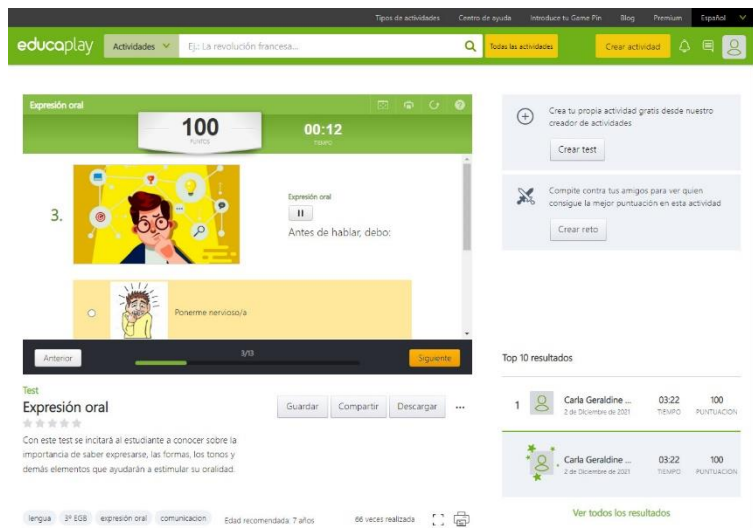 Tipos de actividades Centro de ayuda Introduce tu Game Pin Blog Premium Español
educaplay Actividades Ej.: La revolución francesa... Todas las actividades Crear actividad
Expresión oral
100
PUNTOS
00:12
TIEMPO
3.
Expresión oral
Antes de hablar, debo:
Ponerme nervioso/a
Anterior 3/13 Siguiente
Test
Expresión oral
Guardar Compartir Descargar ...
Con este test se incitará al estudiante a conocer sobre la
importancia de saber expresarse, las formas, los tonos y
demás elementos que ayudarán a estimular su oralidad.
lengua 3º EGB expresión oral comunicacion Edad recomendada: 7 años 66 veces realizada
Crea tu propia actividad gratis desde nuestro
creador de actividades
Crear test
Compite contra tus amigos para ver quien
consigue la mejor puntuación en esta actividad
Crear reto
Top 10 resultados
1 Carla Geraldine ... 03:22 100
2 de Diciembre de 2021 TIEMPO PUNTUACIÓN
Carla Geraldine ... 03:22 100
2 de Diciembre de 2021 TIEMPO PUNTUACIÓN
Ver todos los resultados